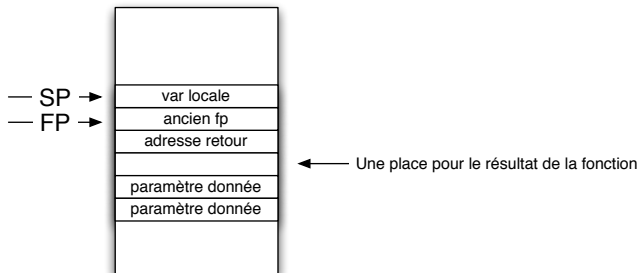 SP
var locale
FP
ancien fp
adresse retour
Une place pour le résultat de la fonction
paramètre donnée
paramètre donnée